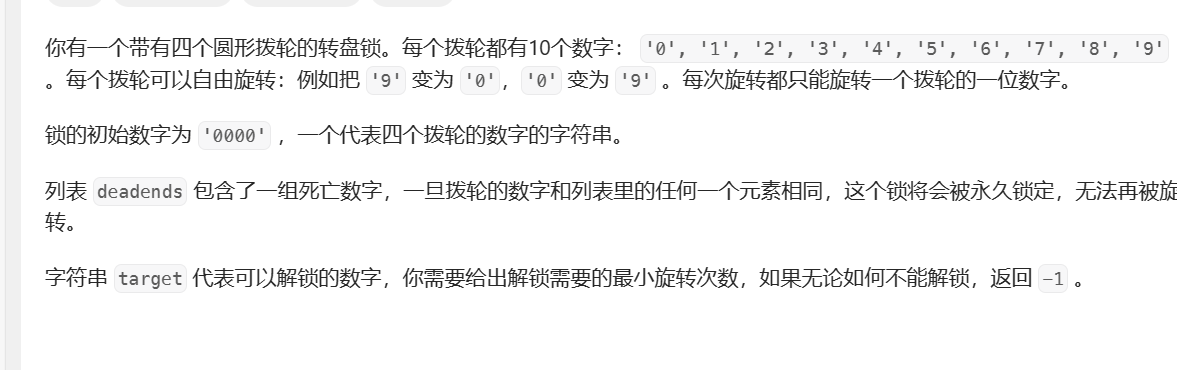 你有一个带有四个圆形拨轮的转盘锁。每个拨轮都有10个数字： '0', '1', '2', '3', '4', '5', '6', '7', '8', '9'
。每个拨轮可以自由旋转：例如把 '9' 变为 '0'，'0' 变为 '9' 。每次旋转都只能旋转一个拨轮的一位数字。
锁的初始数字为 '0000' ，一个代表四个拨轮的数字的字符串。
列表 deadends 包含了一组死亡数字，一旦拨轮的数字和列表里的任何一个元素相同，这个锁将会被永久锁定，无法再被旋
转。
字符串 target 代表可以解锁的数字，你需要给出解锁需要的最小旋转次数，如果无论如何不能解锁，返回 -1 。